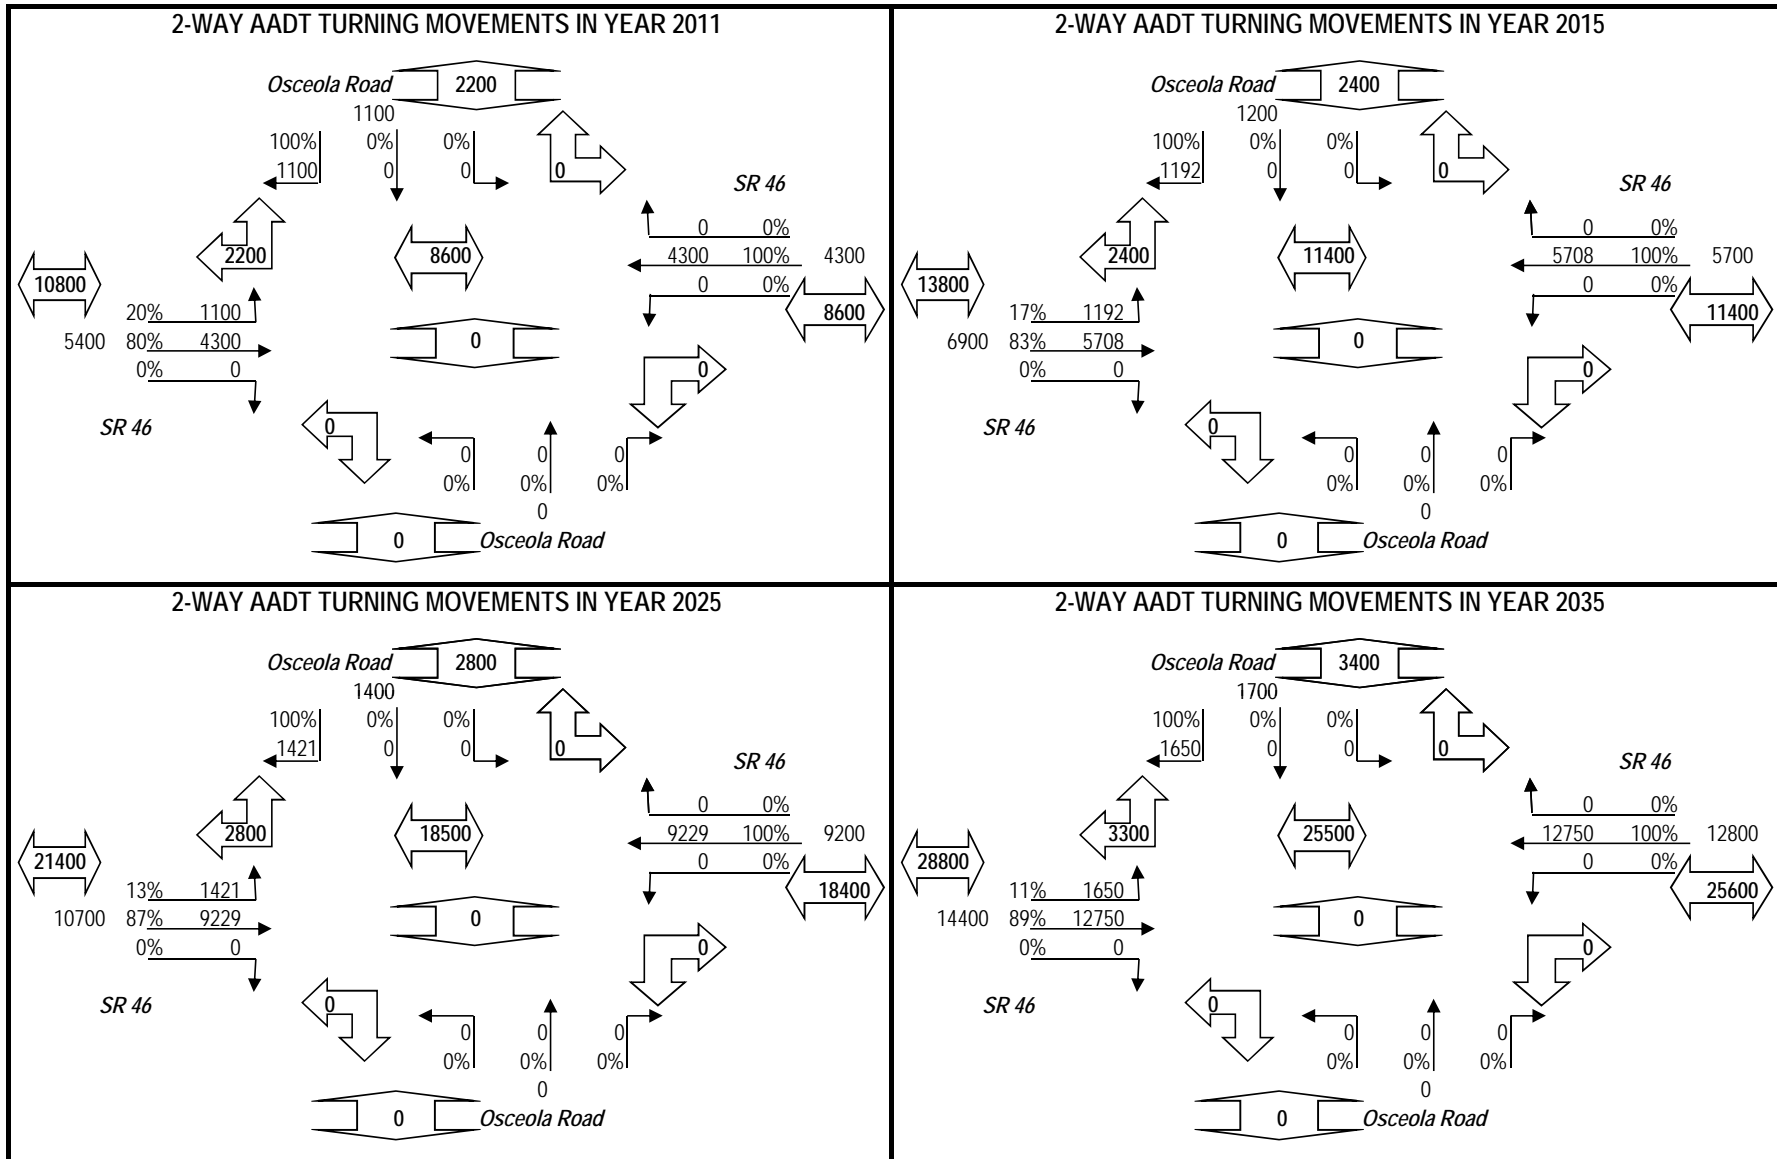 2-WAY AADT TURNING MOVEMENTS IN YEAR 2011
Osceola Road 2200
1100
100% 0% 0%
1100 0 0 0
SR 46
0 0%
2200 8600 4300 100% 4300
10800 0 0%
20% 1100 8600
5400 80% 4300 0
0% 0 0
SR 46 0
0 0 0
0% 0% 0%
0
0 Osceola Road
2-WAY AADT TURNING MOVEMENTS IN YEAR 2015
Osceola Road 2400
1200
100% 0% 0%
1192 0 0 0
SR 46
0 0%
2400 11400 5708 100% 5700
13800 0 0%
17% 1192 11400
6900 83% 5708 0
0% 0 0
SR 46 0
0 0 0
0% 0% 0%
0
0 Osceola Road
2-WAY AADT TURNING MOVEMENTS IN YEAR 2025
Osceola Road 2800
1400
100% 0% 0%
1421 0 0 0
SR 46
0 0%
2800 18500 9229 100% 9200
21400 0 0%
13% 1421 18400
10700 87% 9229 0
0% 0 0
SR 46 0
0 0 0
0% 0% 0%
0
0 Osceola Road
2-WAY AADT TURNING MOVEMENTS IN YEAR 2035
Osceola Road 3400
1700
100% 0% 0%
1650 0 0 0
SR 46
0 0%
3300 25500 12750 100% 12800
28800 0 0%
11% 1650 25600
14400 89% 12750 0
0% 0 0
SR 46 0
0 0 0
0% 0% 0%
0
0 Osceola Road